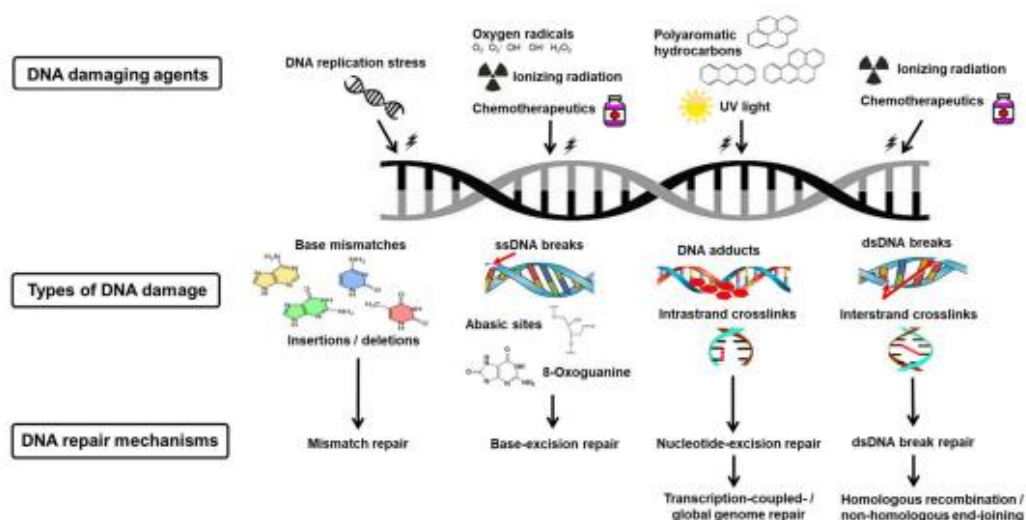 DNA damaging agents
DNA replication stress
Oxygen radicals
Ionizing radiation
Chemotherapeutics
Polyaromatic
hydrocarbons
UV light
Ionizing radiation
Chemotherapeutics
Types of DNA damage
Base mismatches
Insertions / deletions
ssDNA breaks
Abasic sites
8-Oxoguanine
DNA adducts
Intrastrand crosslinks
dsDNA breaks
Interstrand crosslinks
DNA repair mechanisms
Mismatch repair
Base-excision repair
Nucleotide-excision repair
Transcription-coupled- /
global genome repair
dsDNA break repair
Homologous recombination /
non-homologous end-joining